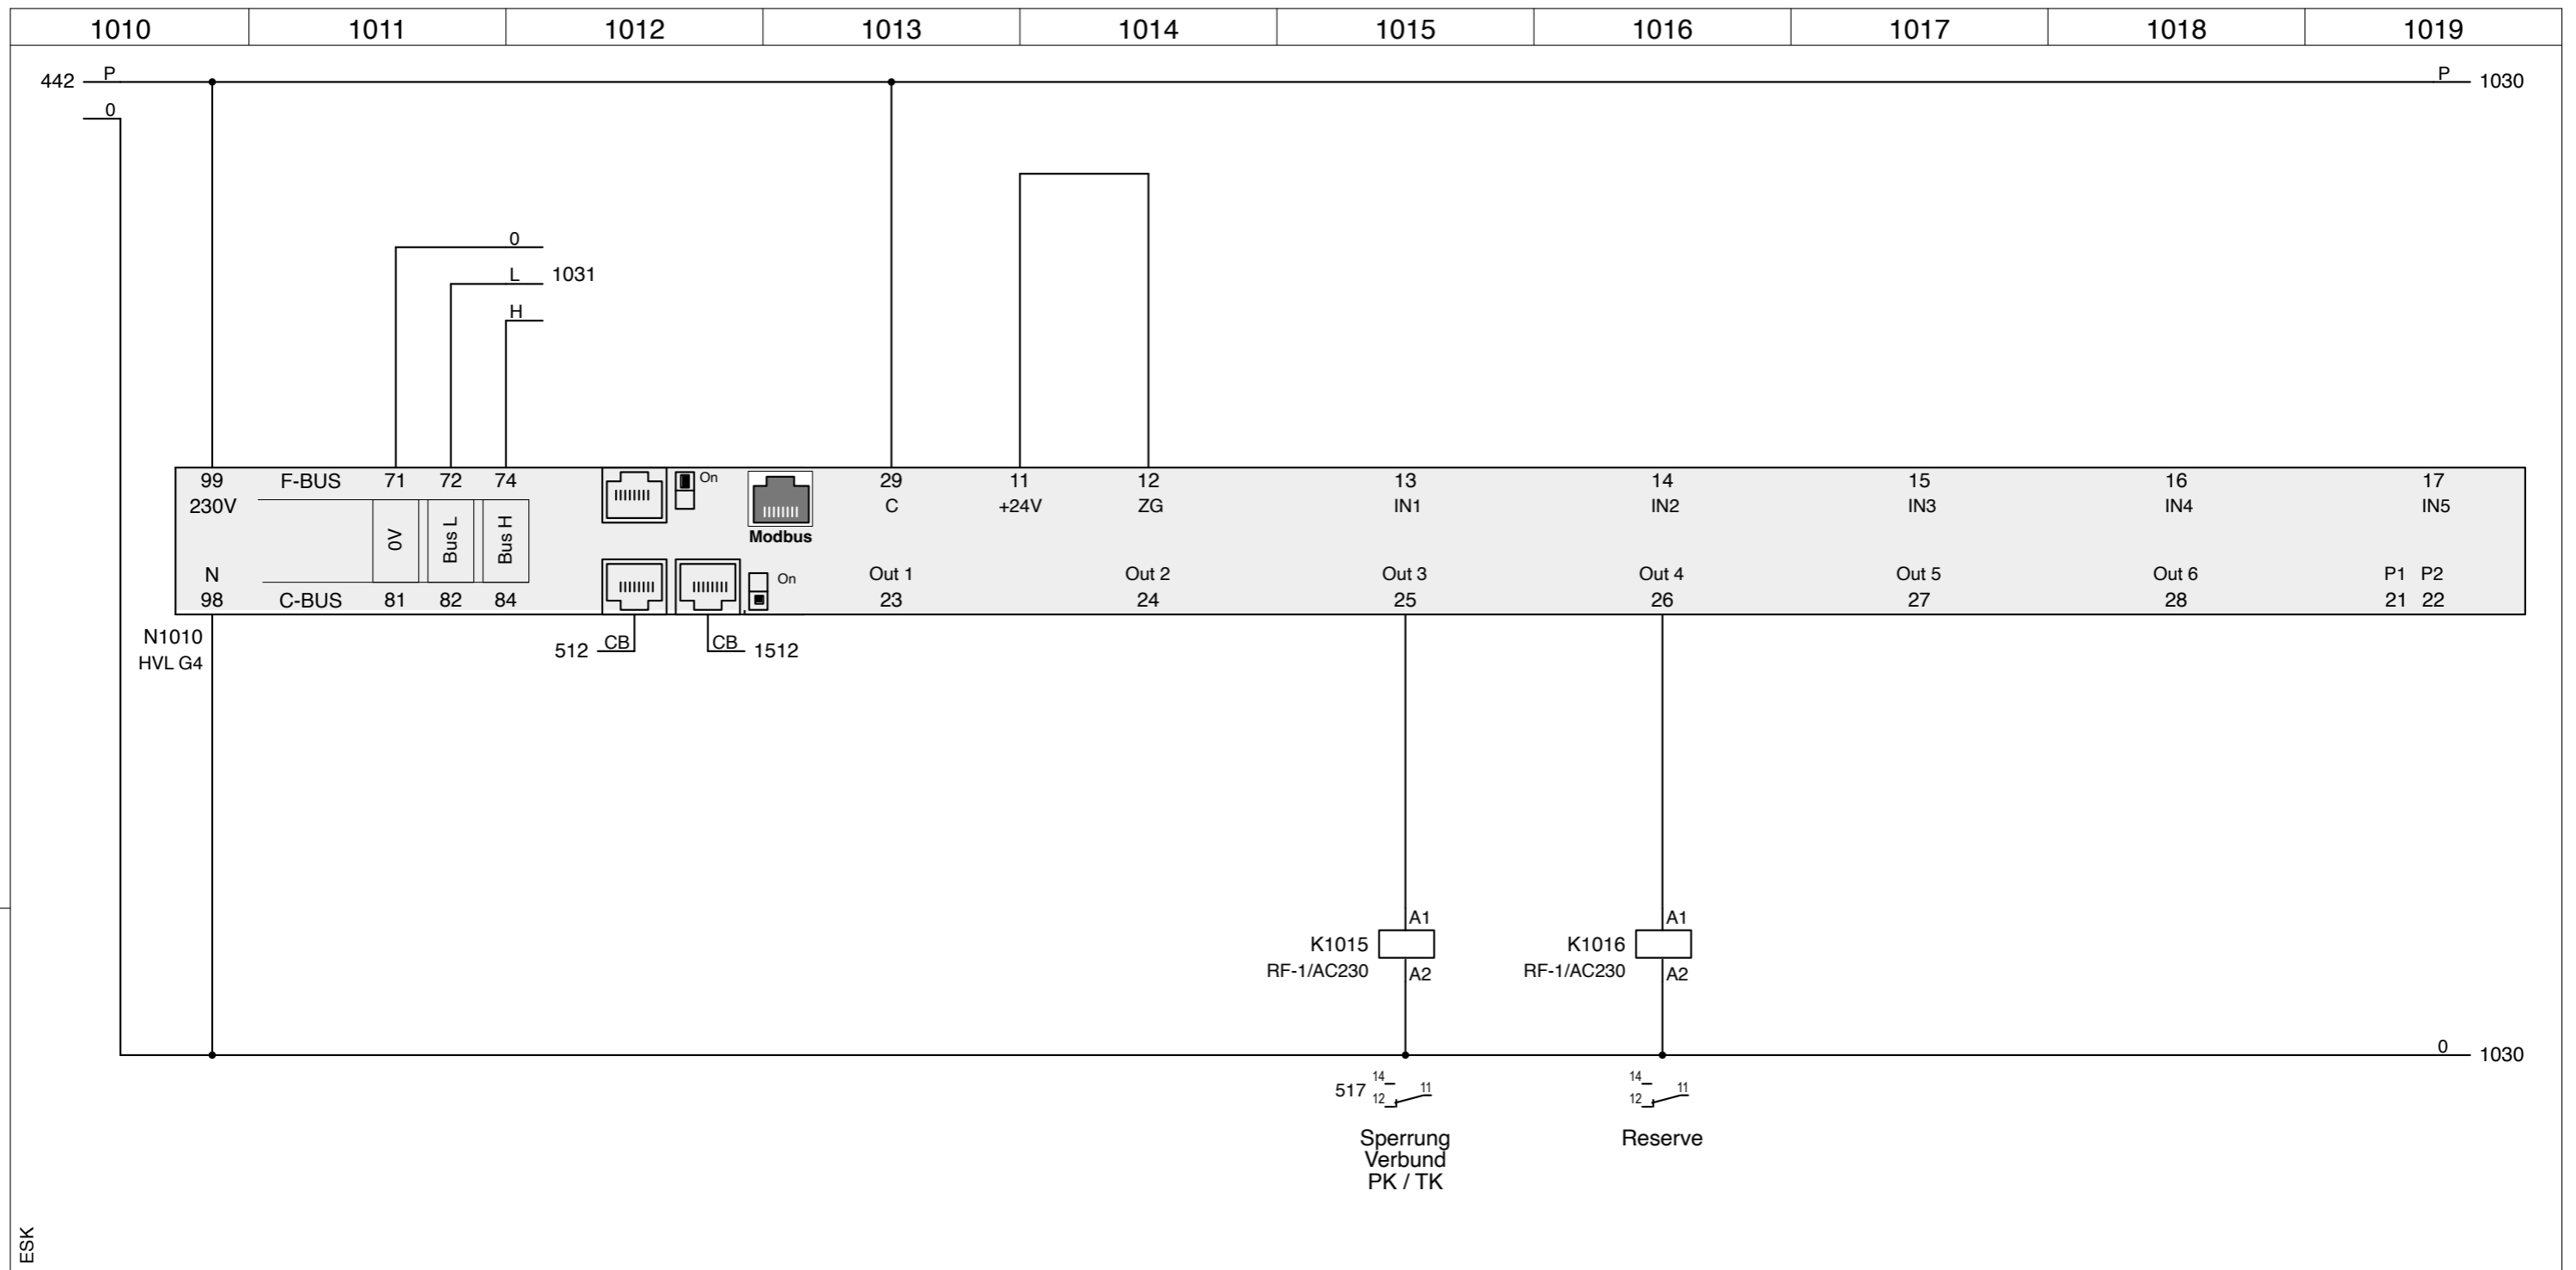 1010 1011 1012 1013 1014 1015 1016 1017 1018 1019
442 P P 1030
0
0
L 1031
H
99 F-BUS 71 72 74 On 29 11 12 13 14 15 16 17
230V C +24V ZG IN1 IN2 IN3 IN4 IN5
0V Bus L Bus H Modbus
N On Out 1 Out 2 Out 3 Out 4 Out 5 Out 6 P1 P2
98 C-BUS 81 82 84 23 24 25 26 27 28 21 22
N1010
HVL G4
512 CB CB 1512
A1 A1
K1015 K1016
RF-1/AC230 A2 RF-1/AC230 A2
0 1030
517 14 11 12
14 11 12
Sperrung
Verbund
PK / TK
Reserve
ESK